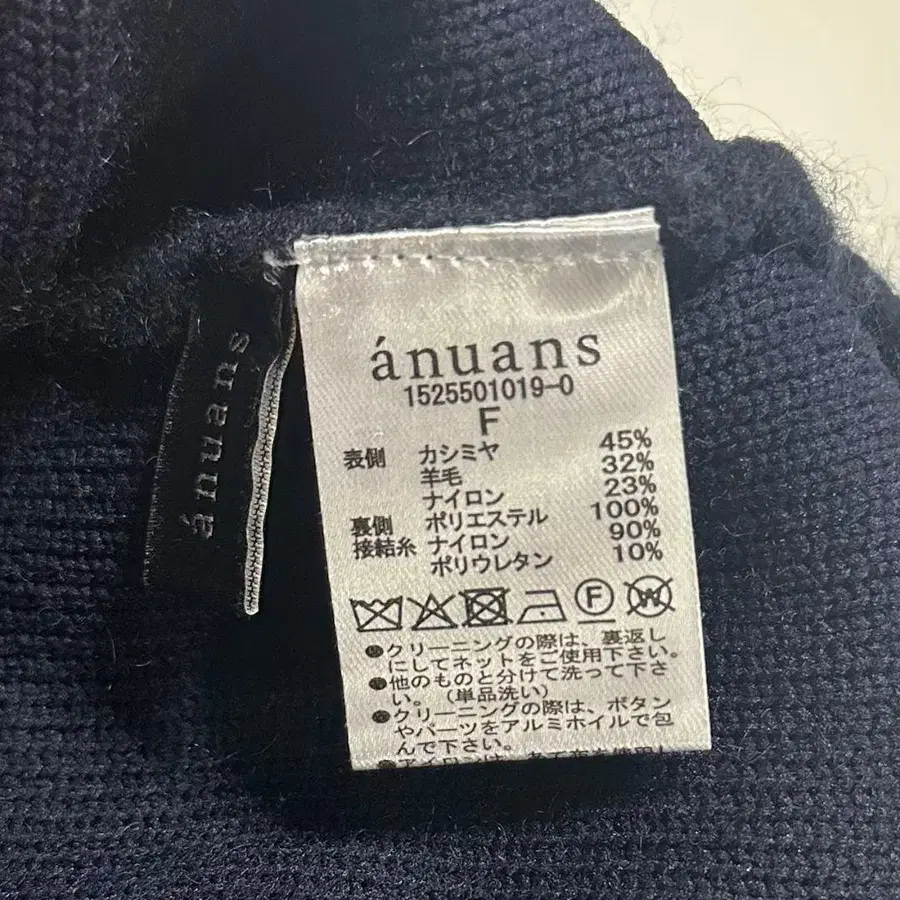 ánuans
ánuans
1525501019-0
F
表側 カシミヤ 45%
羊毛 32%
ナイロン 23%
裏側 ポリエステル 100%
接結糸 ナイロン 90%
ポリウレタン 10%
F W
●クリーニングの際は、裏返し
にしてネットをご使用下さい。
●他のものと分けて洗って下さ
い。(単品洗い)
●クリーニングの際は、ボタン
やパーツをアルミホイルで包
んで下さい。
●アイロンは、